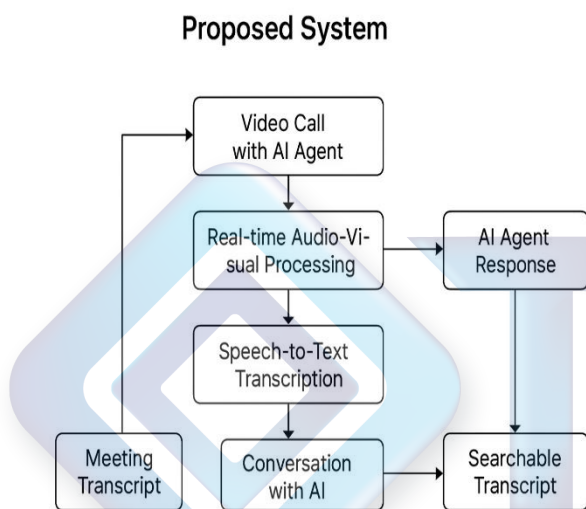 Proposed System
Video Call
with AI Agent
Real-time Audio-Vi-
sual Processing
AI Agent
Response
Speech-to-Text
Transcription
Meeting
Transcript
Conversation
with AI
Searchable
Transcript